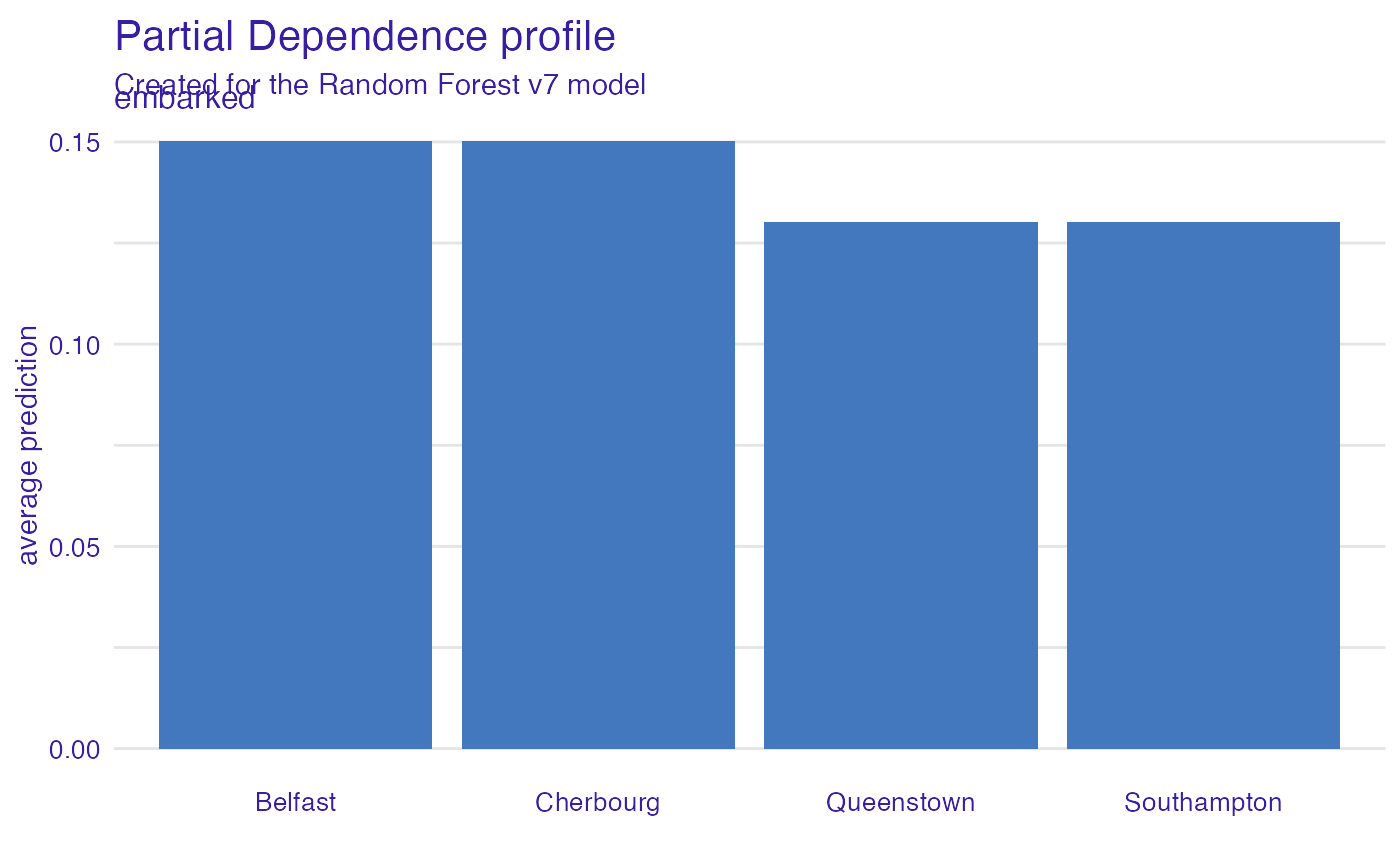 Partial Dependence profile
Created for the Random Forest v7 model
embarked
0.15
0.10
0.05
0.00
average prediction
Belfast Cherbourg Queenstown Southampton